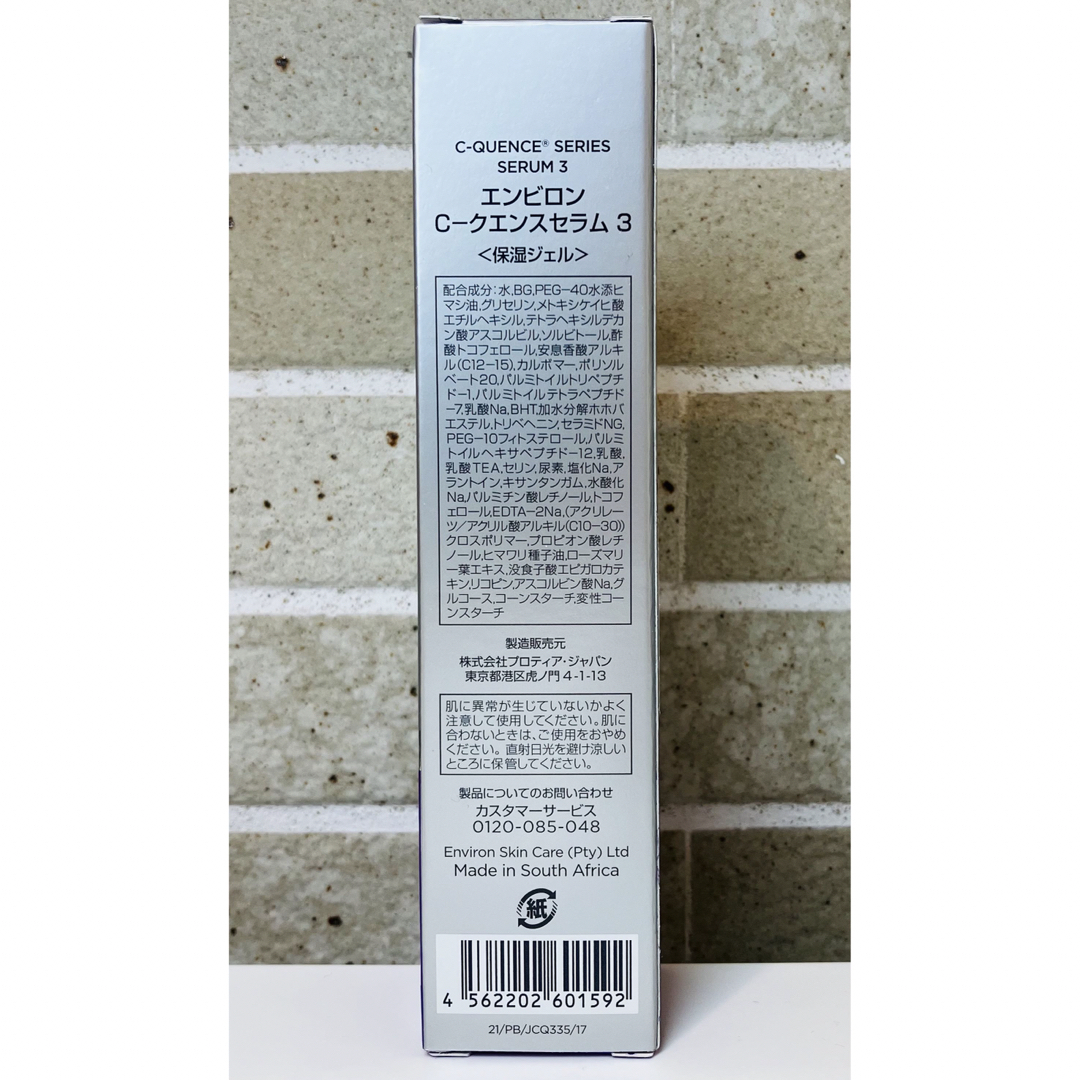 C-QUENCE® SERIES
SERUM 3
エンビロン
C−クエンスセラム 3
<保湿ジェル>
配合成分:水,BG,PEG−40水添ヒ
マシ油,グリセリン,メトキシケイヒ酸
エチルヘキシル,テトラヘキシルデカ
ン酸アスコルビル,ソルビトール,酢
酸トコフェロール,安息香酸アルキ
ル(C12−15),カルボマー,ポリソル
ベート20,パルミトイルトリペプチ
ド−1,パルミトイルテトラペプチド
−7,乳酸Na,BHT,加水分解ホホバ
エステル,トリベヘニン,セラミドNG,
PEG−10フィトステロール,パルミ
トイルヘキサペプチド−12,乳酸,
乳酸TEA,セリン,尿素,塩化Na,ア
ラントイン,キサンタンガム,水酸化
Na,パルミチン酸レチノール,トコフ
ェロール,EDTA−2Na,(アクリレー
ツ/アクリル酸アルキル(C10−30))
クロスポリマー,プロピオン酸レチ
ノール,ヒマワリ種子油,ローズマリ
ー葉エキス,没食子酸エピガロカテ
キン,リコピン,アスコルビン酸Na,グ
ルコース,コーンスターチ,変性コー
ンスターチ
製造販売元
株式会社プロティア・ジャパン
東京都港区虎ノ門 4-1-13
肌に異常が生じていないかよく
注意して使用してください。肌に
合わないときは、ご使用をおやめ
ください。直射日光を避け涼しい
ところに保管してください。
製品についてのお問い合わせ
カスタマーサービス
0120-085-048
Environ Skin Care (Pty) Ltd
Made in South Africa
紙
4 562202 601592
21/PB/JCQ335/17